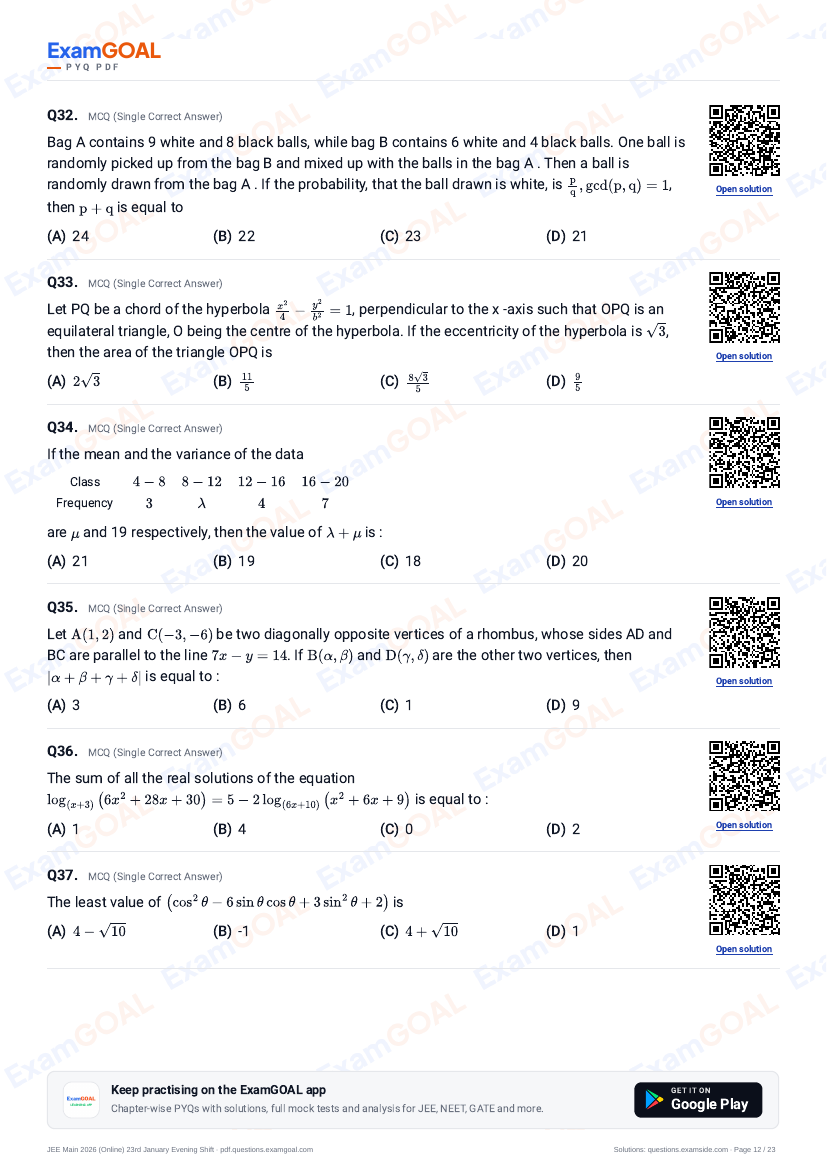 ExamGOAL
PYQ PDF
Q32. MCQ (Single Correct Answer)
Bag A contains 9 white and 8 black balls, while bag B contains 6 white and 4 black balls. One ball is
randomly picked up from the bag B and mixed up with the balls in the bag A . Then a ball is
randomly drawn from the bag A . If the probability, that the ball drawn is white, is p/q, gcd(p, q) = 1,
then p + q is equal to
Open solution
(A) 24 (B) 22 (C) 23 (D) 21
Q33. MCQ (Single Correct Answer)
Let PQ be a chord of the hyperbola x²/4 − y²/b² = 1, perpendicular to the x -axis such that OPQ is an
equilateral triangle, O being the centre of the hyperbola. If the eccentricity of the hyperbola is √3,
then the area of the triangle OPQ is
Open solution
(A) 2√3 (B) 11/5 (C) 8√3/5 (D) 9/5
Q34. MCQ (Single Correct Answer)
If the mean and the variance of the data
Class 4 − 8 8 − 12 12 − 16 16 − 20
Frequency 3 λ 4 7
Open solution
are μ and 19 respectively, then the value of λ + μ is :
(A) 21 (B) 19 (C) 18 (D) 20
Q35. MCQ (Single Correct Answer)
Let A(1, 2) and C(−3, −6) be two diagonally opposite vertices of a rhombus, whose sides AD and
BC are parallel to the line 7x − y = 14. If B(α, β) and D(γ, δ) are the other two vertices, then
|α + β + γ + δ| is equal to :
Open solution
(A) 3 (B) 6 (C) 1 (D) 9
Q36. MCQ (Single Correct Answer)
The sum of all the real solutions of the equation
log₍ₓ₊₃₎ (6x² + 28x + 30) = 5 − 2 log₍₆ₓ₊₁₀₎ (x² + 6x + 9) is equal to :
Open solution
(A) 1 (B) 4 (C) 0 (D) 2
Q37. MCQ (Single Correct Answer)
The least value of (cos² θ − 6 sin θ cos θ + 3 sin² θ + 2) is
(A) 4 − √10 (B) -1 (C) 4 + √10 (D) 1
Open solution
ExamGOAL
Keep practising on the ExamGOAL app
Chapter-wise PYQs with solutions, full mock tests and analysis for JEE, NEET, GATE and more.
GET IT ON
Google Play
JEE Main 2026 (Online) 23rd January Evening Shift · pdf.questions.examgoal.com
Solutions: questions.examside.com · Page 12 / 23